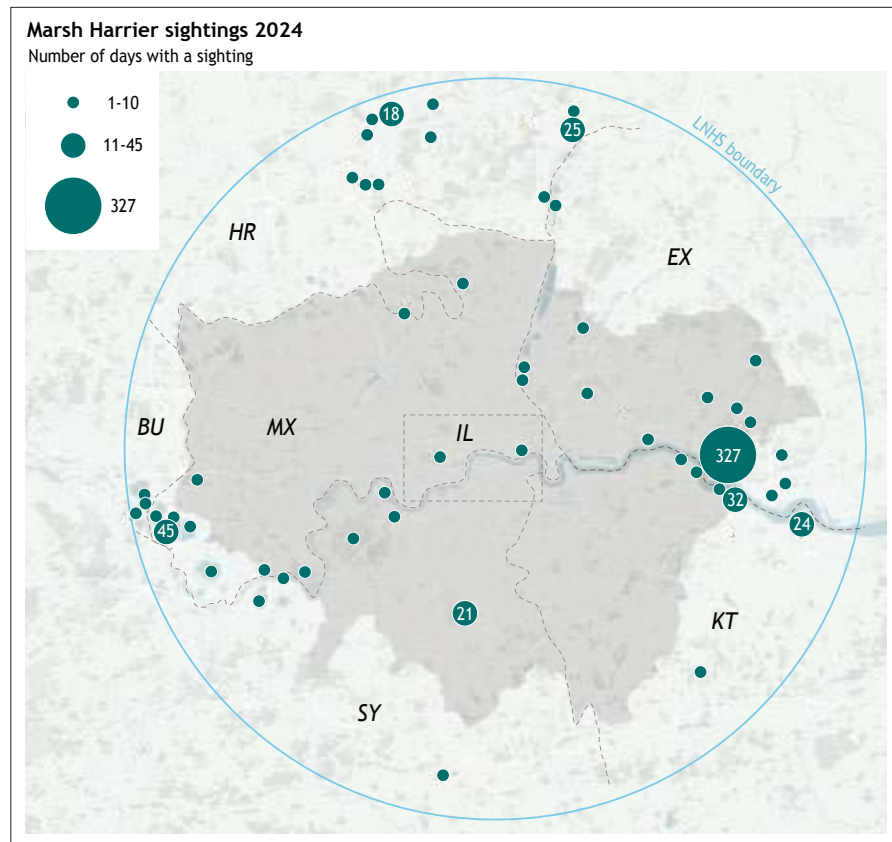 Marsh Harrier sightings 2024
Number of days with a sighting
1-10
11-45
327
18
25
LNHS boundary
HR
EX
BU
MX
IL
327
32
45
24
21
KT
SY